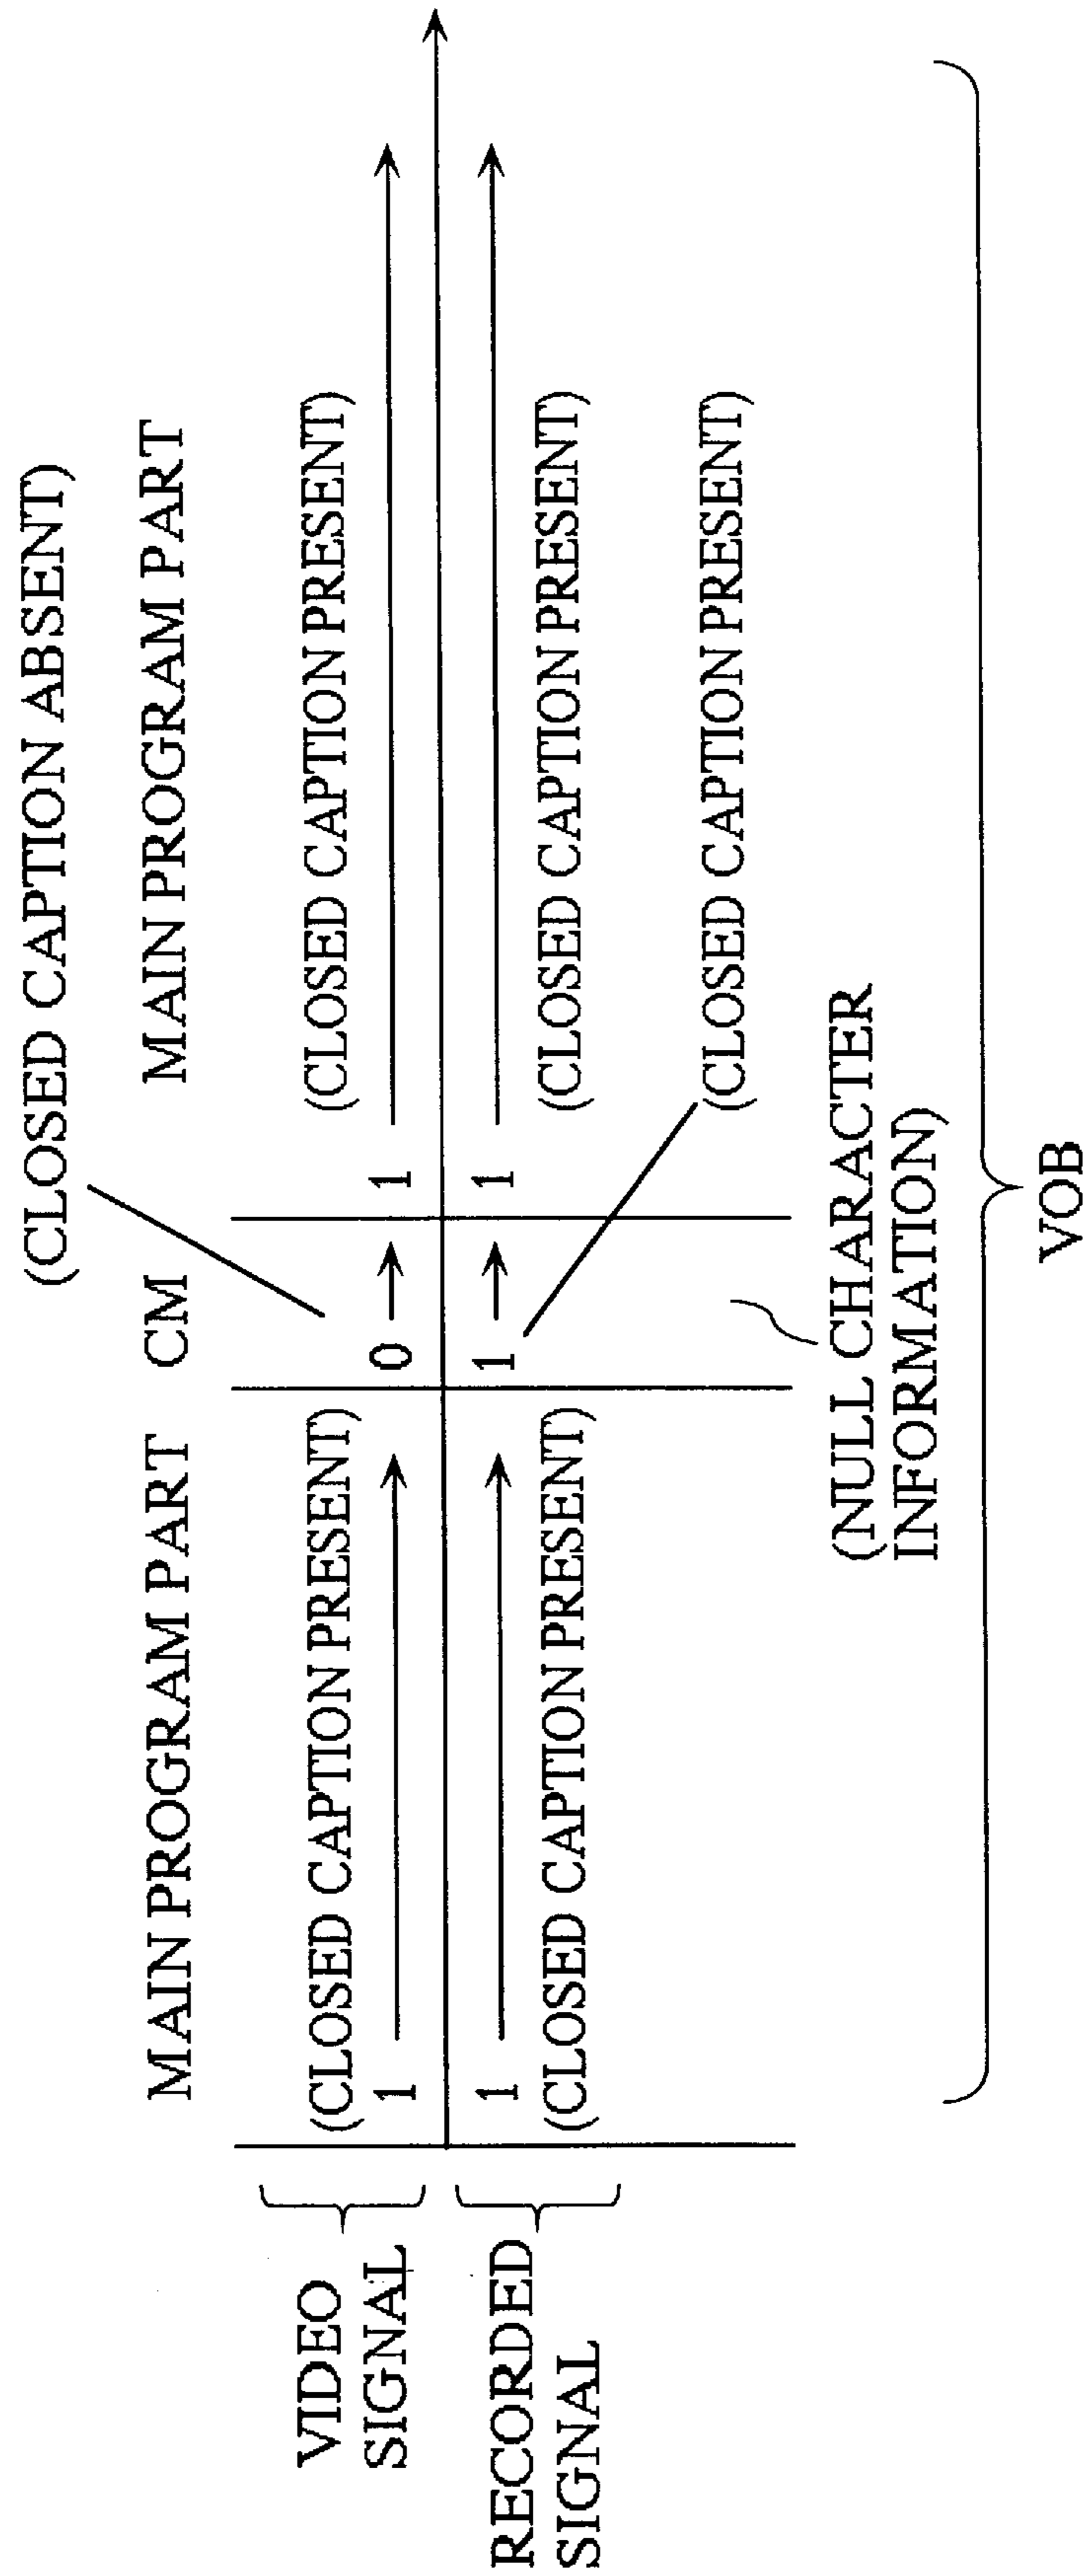 (CLOSED CAPTION ABSENT)
MAIN PROGRAM PART CM MAIN PROGRAM PART
VIDEO
SIGNAL
(CLOSED CAPTION PRESENT)
(CLOSED CAPTION PRESENT)
1 0 1
RECORDED
SIGNAL
1 1 1
(CLOSED CAPTION PRESENT)
(CLOSED CAPTION PRESENT)
(CLOSED CAPTION PRESENT)
(NULL CHARACTER
INFORMATION)
VOB